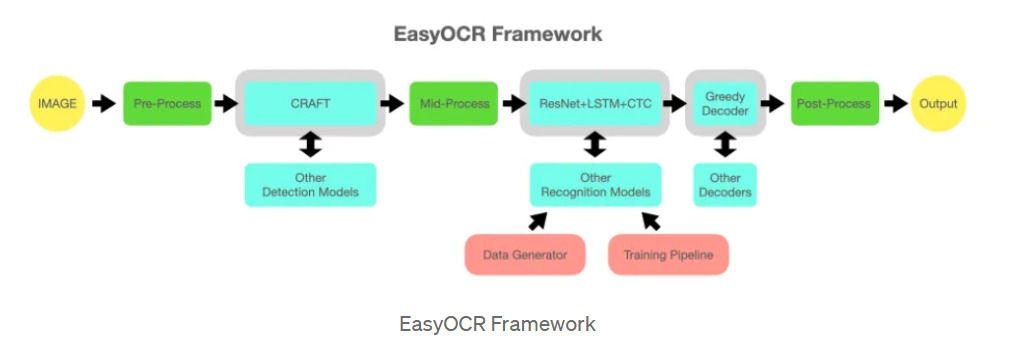 EasyOCR Framework
IMAGE
Pre-Process
CRAFT
Mid-Process
ResNet+LSTM+CTC
Greedy
Decoder
Post-Process
Output
Other
Detection Models
Other
Recognition Models
Other
Decoders
Data Generator
Training Pipeline
EasyOCR Framework